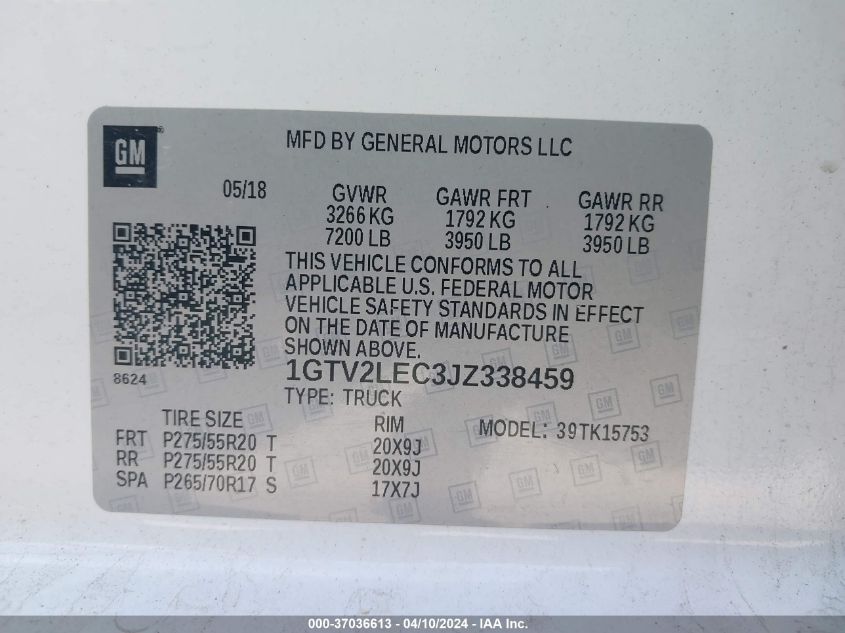 GM
MFD BY GENERAL MOTORS LLC
05/18
GVWR GAWR FRT GAWR RR
3266 KG 1792 KG 1792 KG
7200 LB 3950 LB 3950 LB
THIS VEHICLE CONFORMS TO ALL
APPLICABLE U.S. FEDERAL MOTOR
VEHICLE SAFETY STANDARDS IN EFFECT
ON THE DATE OF MANUFACTURE
SHOWN ABOVE.
8624
1GTV2LEC3JZ338459
TYPE: TRUCK
TIRE SIZE RIM MODEL: 39TK15753
FRT P275/55R20 T 20X9J
RR P275/55R20 T 20X9J
SPA P265/70R17 S 17X7J
000-37036613 - 04/10/2024 - IAA Inc.